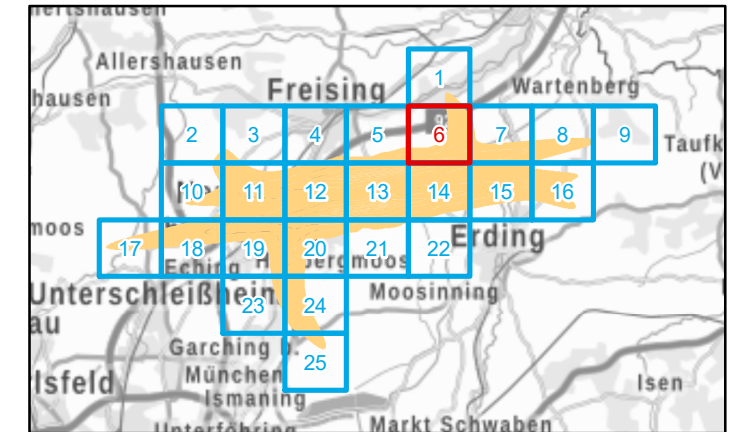 Allershausen
1
hausen
Freising
Wartenberg
2 3 4 5 6 7 8 9
Taufk
(V
10 11 12 13 14 15 16
moos
17 18 19 20 21 22
Erding
Eching
ergmoos
Unterschleißheim
23 24
Moosinning
au
Garching b.
25
München
lsfeld
Ismaning
Isen
Markt Schwaben
Unterföhring